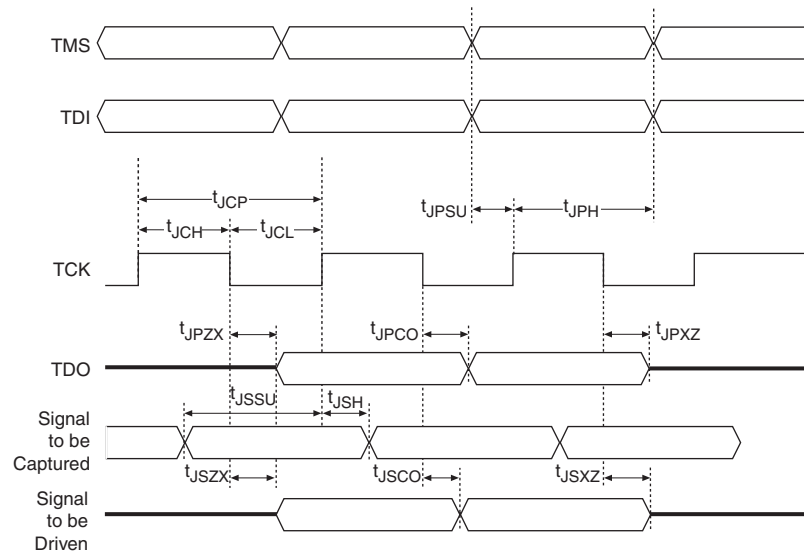 TMS
TDI
tJCP
tJPSU
tJPH
tJCH
tJCL
TCK
tJPZX
tJPCO
tJPXZ
TDO
tJSSU
tJSH
Signal
to be
Captured
tJSZX
tJSCO
tJSXZ
Signal
to be
Driven